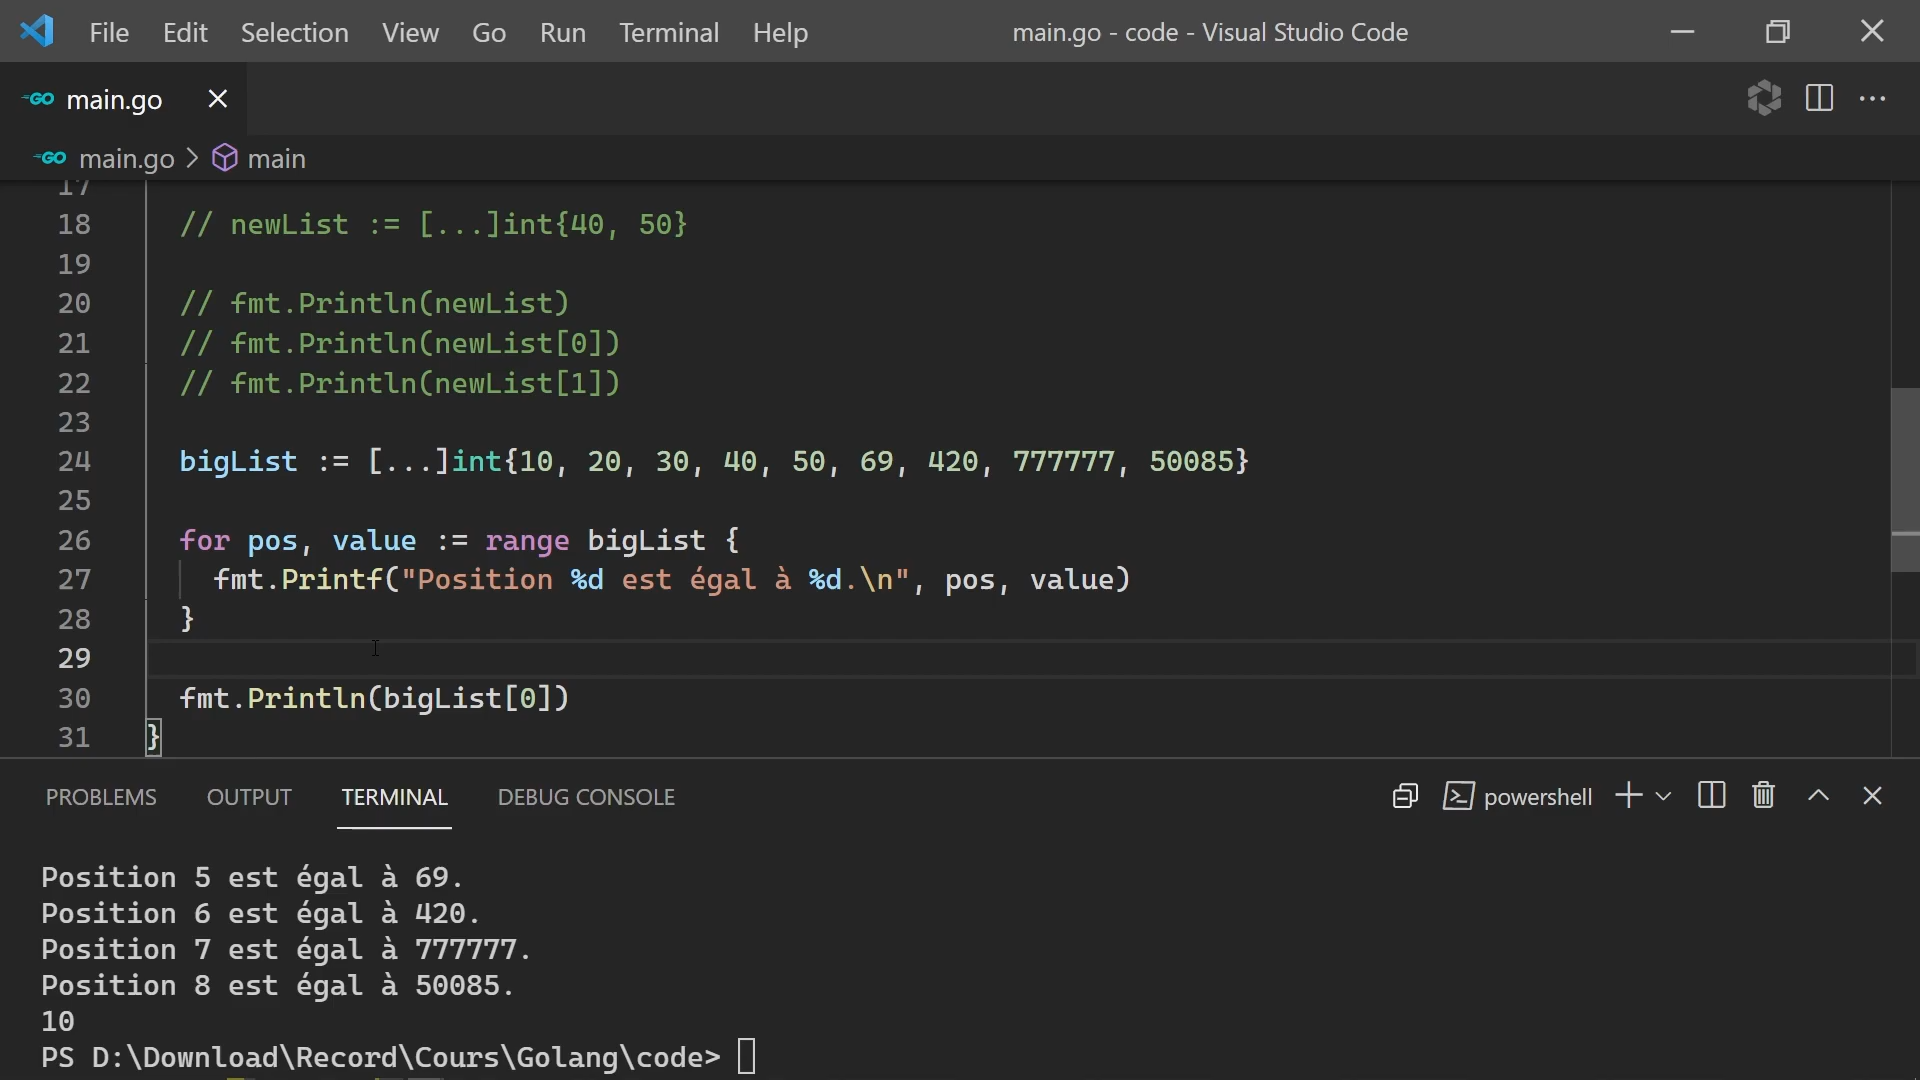 File Edit Selection View Go Run Terminal Help main.go - code - Visual Studio Code
GO main.go
GO main.go > main
17
18 // newList := [...]int{40, 50}
19
20 // fmt.Println(newList)
21 // fmt.Println(newList[0])
22 // fmt.Println(newList[1])
23
24 bigList := [...]int{10, 20, 30, 40, 50, 69, 420, 777777, 50085}
25
26 for pos, value := range bigList {
27 fmt.Printf("Position %d est égal à %d.\n", pos, value)
28 }
29
30 fmt.Println(bigList[0])
31 }
PROBLEMS OUTPUT TERMINAL DEBUG CONSOLE powershell
Position 5 est égal à 69.
Position 6 est égal à 420.
Position 7 est égal à 777777.
Position 8 est égal à 50085.
10
PS D:\Download\Record\Cours\Golang\code>